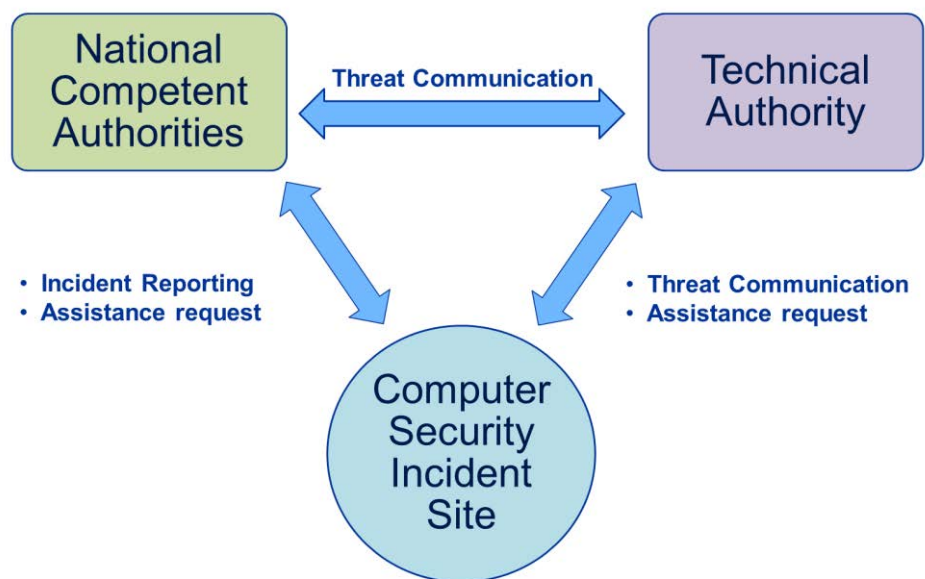 National
Competent
Authorities
Threat Communication
Technical
Authority
• Incident Reporting
• Assistance request
• Threat Communication
• Assistance request
Computer
Security
Incident
Site